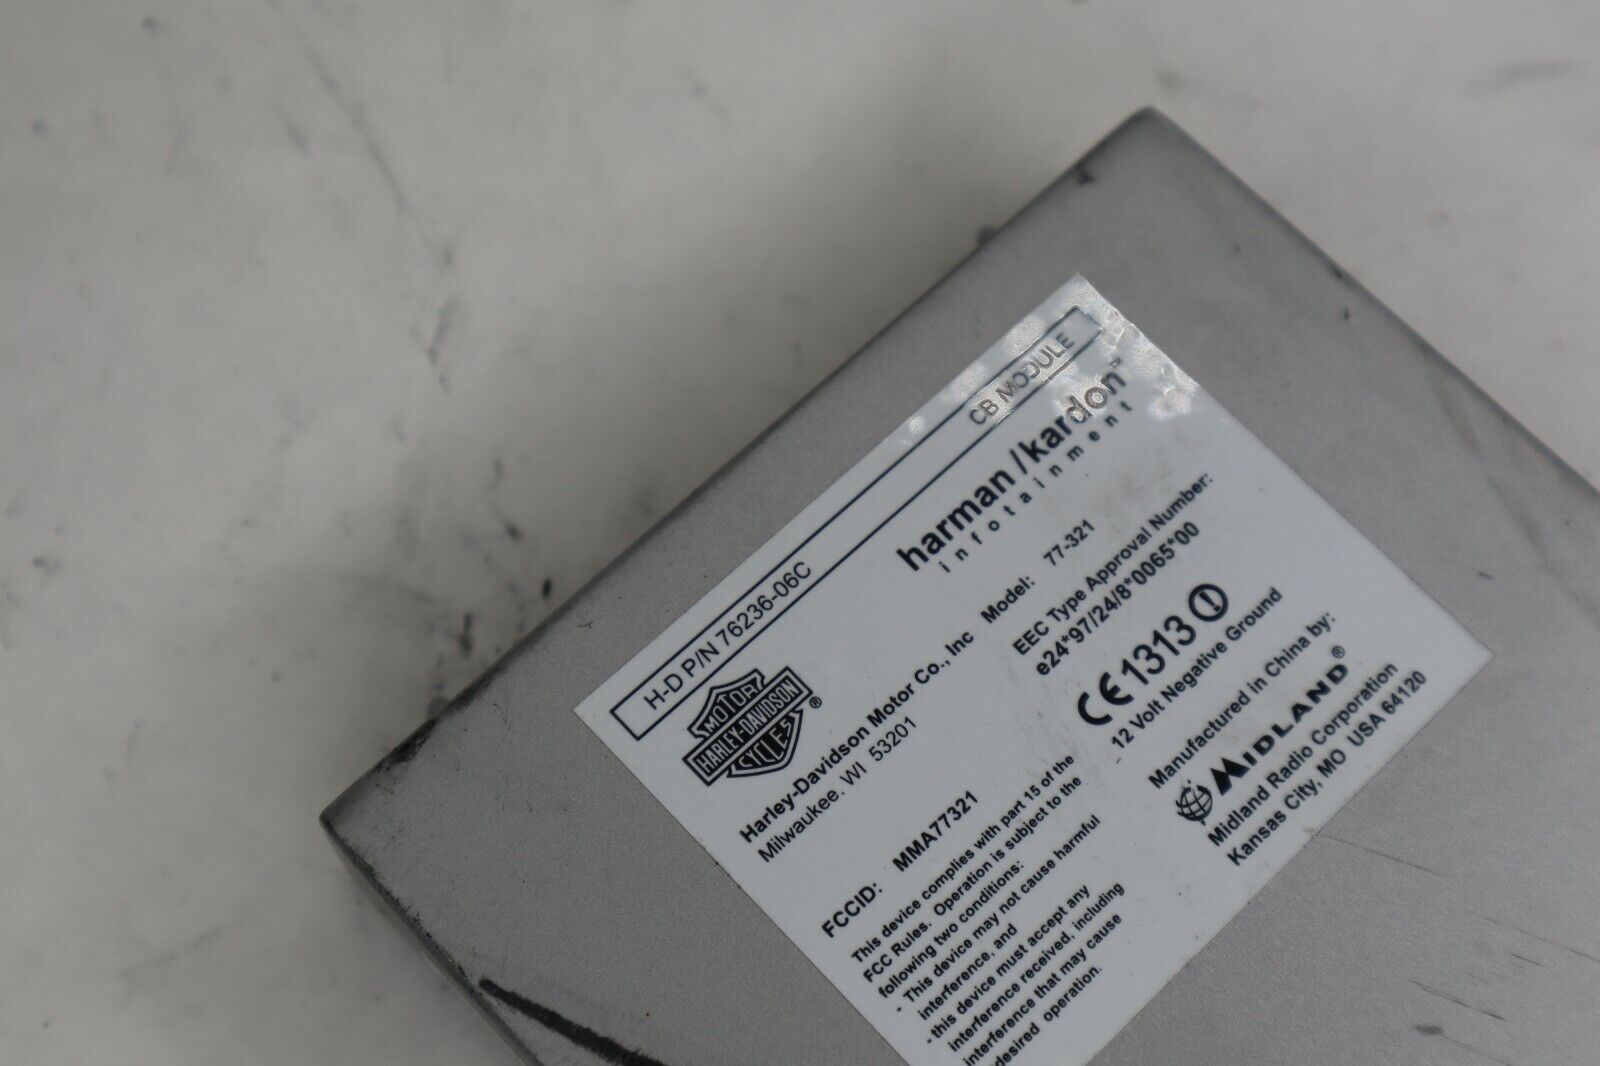 H-D P/N 76236-06C CB MODULE
MOTOR
HARLEY-DAVIDSON
CYCLES
®
harman/kardon™
infotainment
Harley-Davidson Motor Co., Inc
Milwaukee, WI 53201
Model: 77-321
EEC Type Approval Number:
e24*97/24/8*0065*00
CE1313
12 Volt Negative Ground
FCCID: MMA77321
This device complies with part 15 of the
FCC Rules. Operation is subject to the
following two conditions:
- This device may not cause harmful
interference, and
- this device must accept any
interference received, including
interference that may cause
desired operation.
Manufactured in China by:
MIDLAND®
Midland Radio Corporation
Kansas City, MO USA 64120